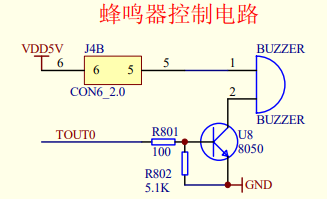 蜂鸣器控制电路
VDD5V
J4B
BUZZER
6
6
5
5
1
CON6_2.0
2
BUZZER
TOUT0
R801
U8
100
8050
R802
5.1K
GND